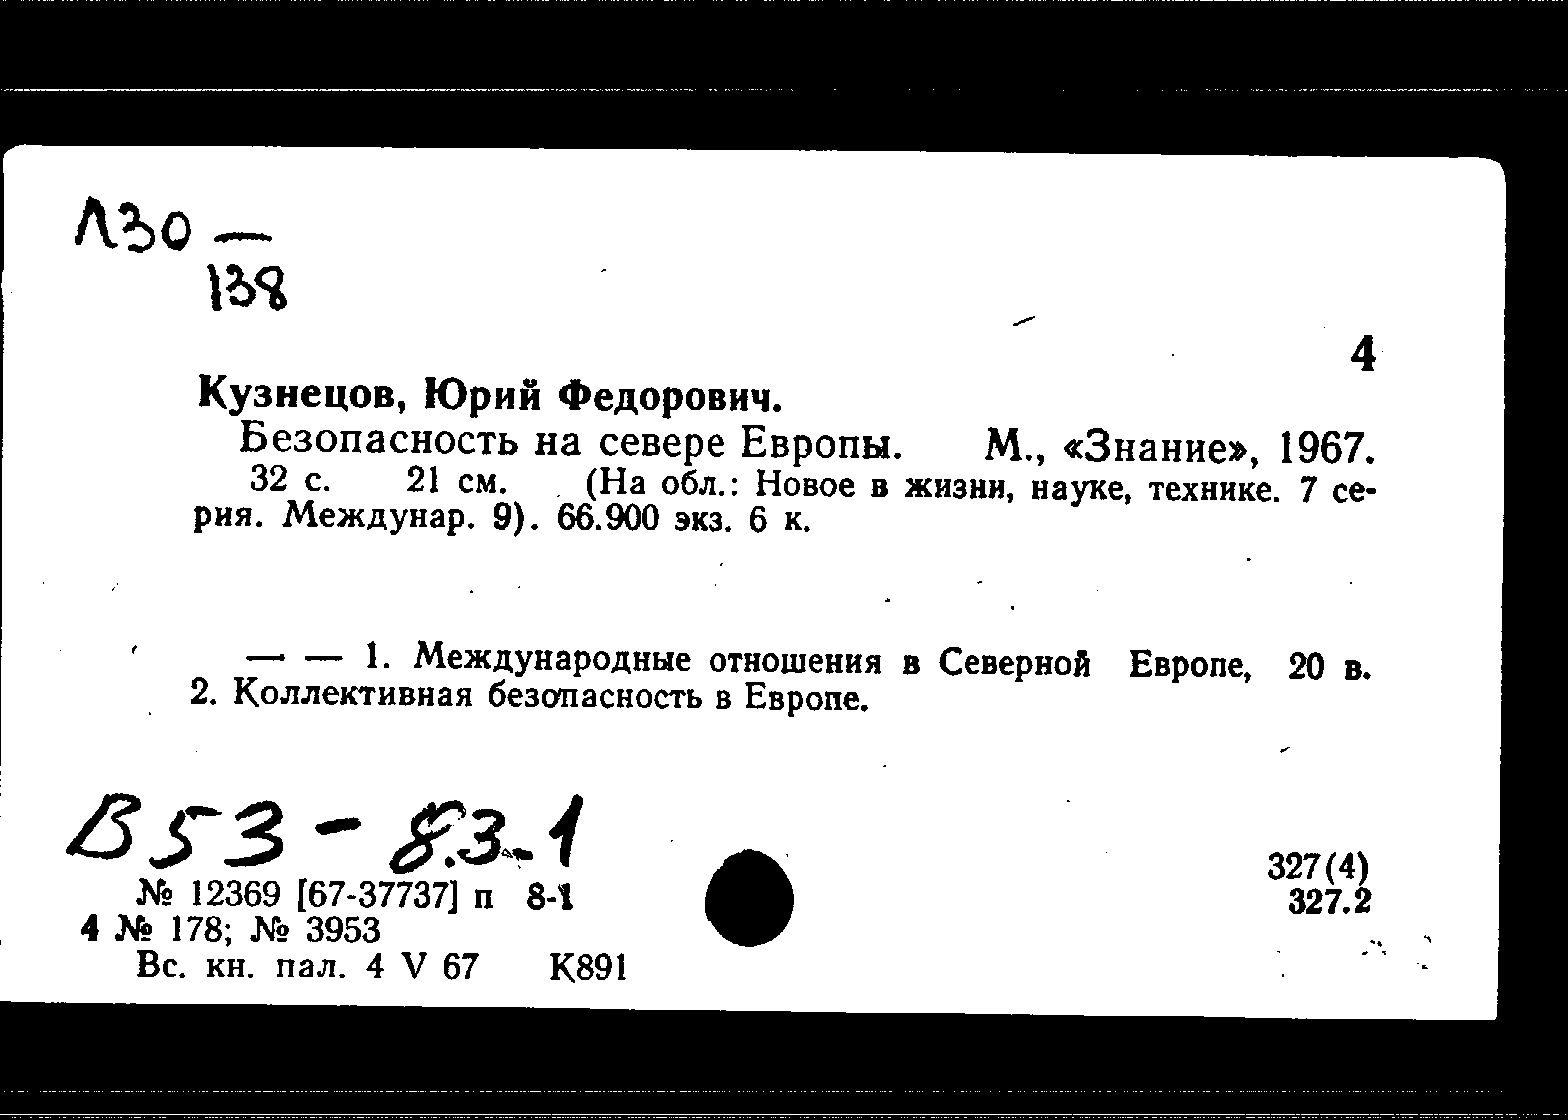 Л30 —
138
4
Кузнецов, Юрий Федорович.
Безопасность на севере Европы. М., «Знание», 1967.
32 с. 21 см. (На обл.: Новое в жизни, науке, технике. 7 се-
рия. Междунар. 9). 66.900 экз. 6 к.
— — 1. Международные отношения в Северной Европе, 20 в.
2. Коллективная безопасность в Европе.
В53-83-1
327(4)
№ 12369 [67-37737] п 8-1
327.2
4 № 178; № 3953
Вс. кн. пал. 4 V 67 К891